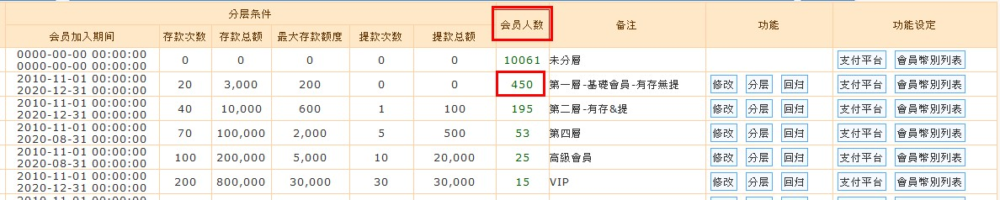 分层条件 会员人数 备注 功能 功能设定
会员加入期间 存款次数 存款总额 最大存款额度 提款次数 提款总额
0000-00-00 00:00:00
0000-00-00 00:00:00 0 0 0 0 0 10061 未分層 支付平台 會員幣別列表
2010-11-01 00:00:00
2020-12-31 00:00:00 20 3,000 200 0 0 450 第一層-基礎會員-有存無提 修改 分层 回归 支付平台 會員幣別列表
2010-11-01 00:00:00
2020-12-31 00:00:00 40 10,000 600 1 100 195 第二層-有存&提 修改 分层 回归 支付平台 會員幣別列表
2010-11-01 00:00:00
2020-08-31 00:00:00 70 100,000 2,000 5 500 53 第四層 修改 分层 回归 支付平台 會員幣別列表
2010-11-01 00:00:00
2020-08-31 00:00:00 100 200,000 5,000 10 20,000 25 高級會員 修改 分层 回归 支付平台 會員幣別列表
2010-11-01 00:00:00
2020-12-31 00:00:00 200 800,000 30,000 30 30,000 15 VIP 修改 分层 回归 支付平台 會員幣別列表